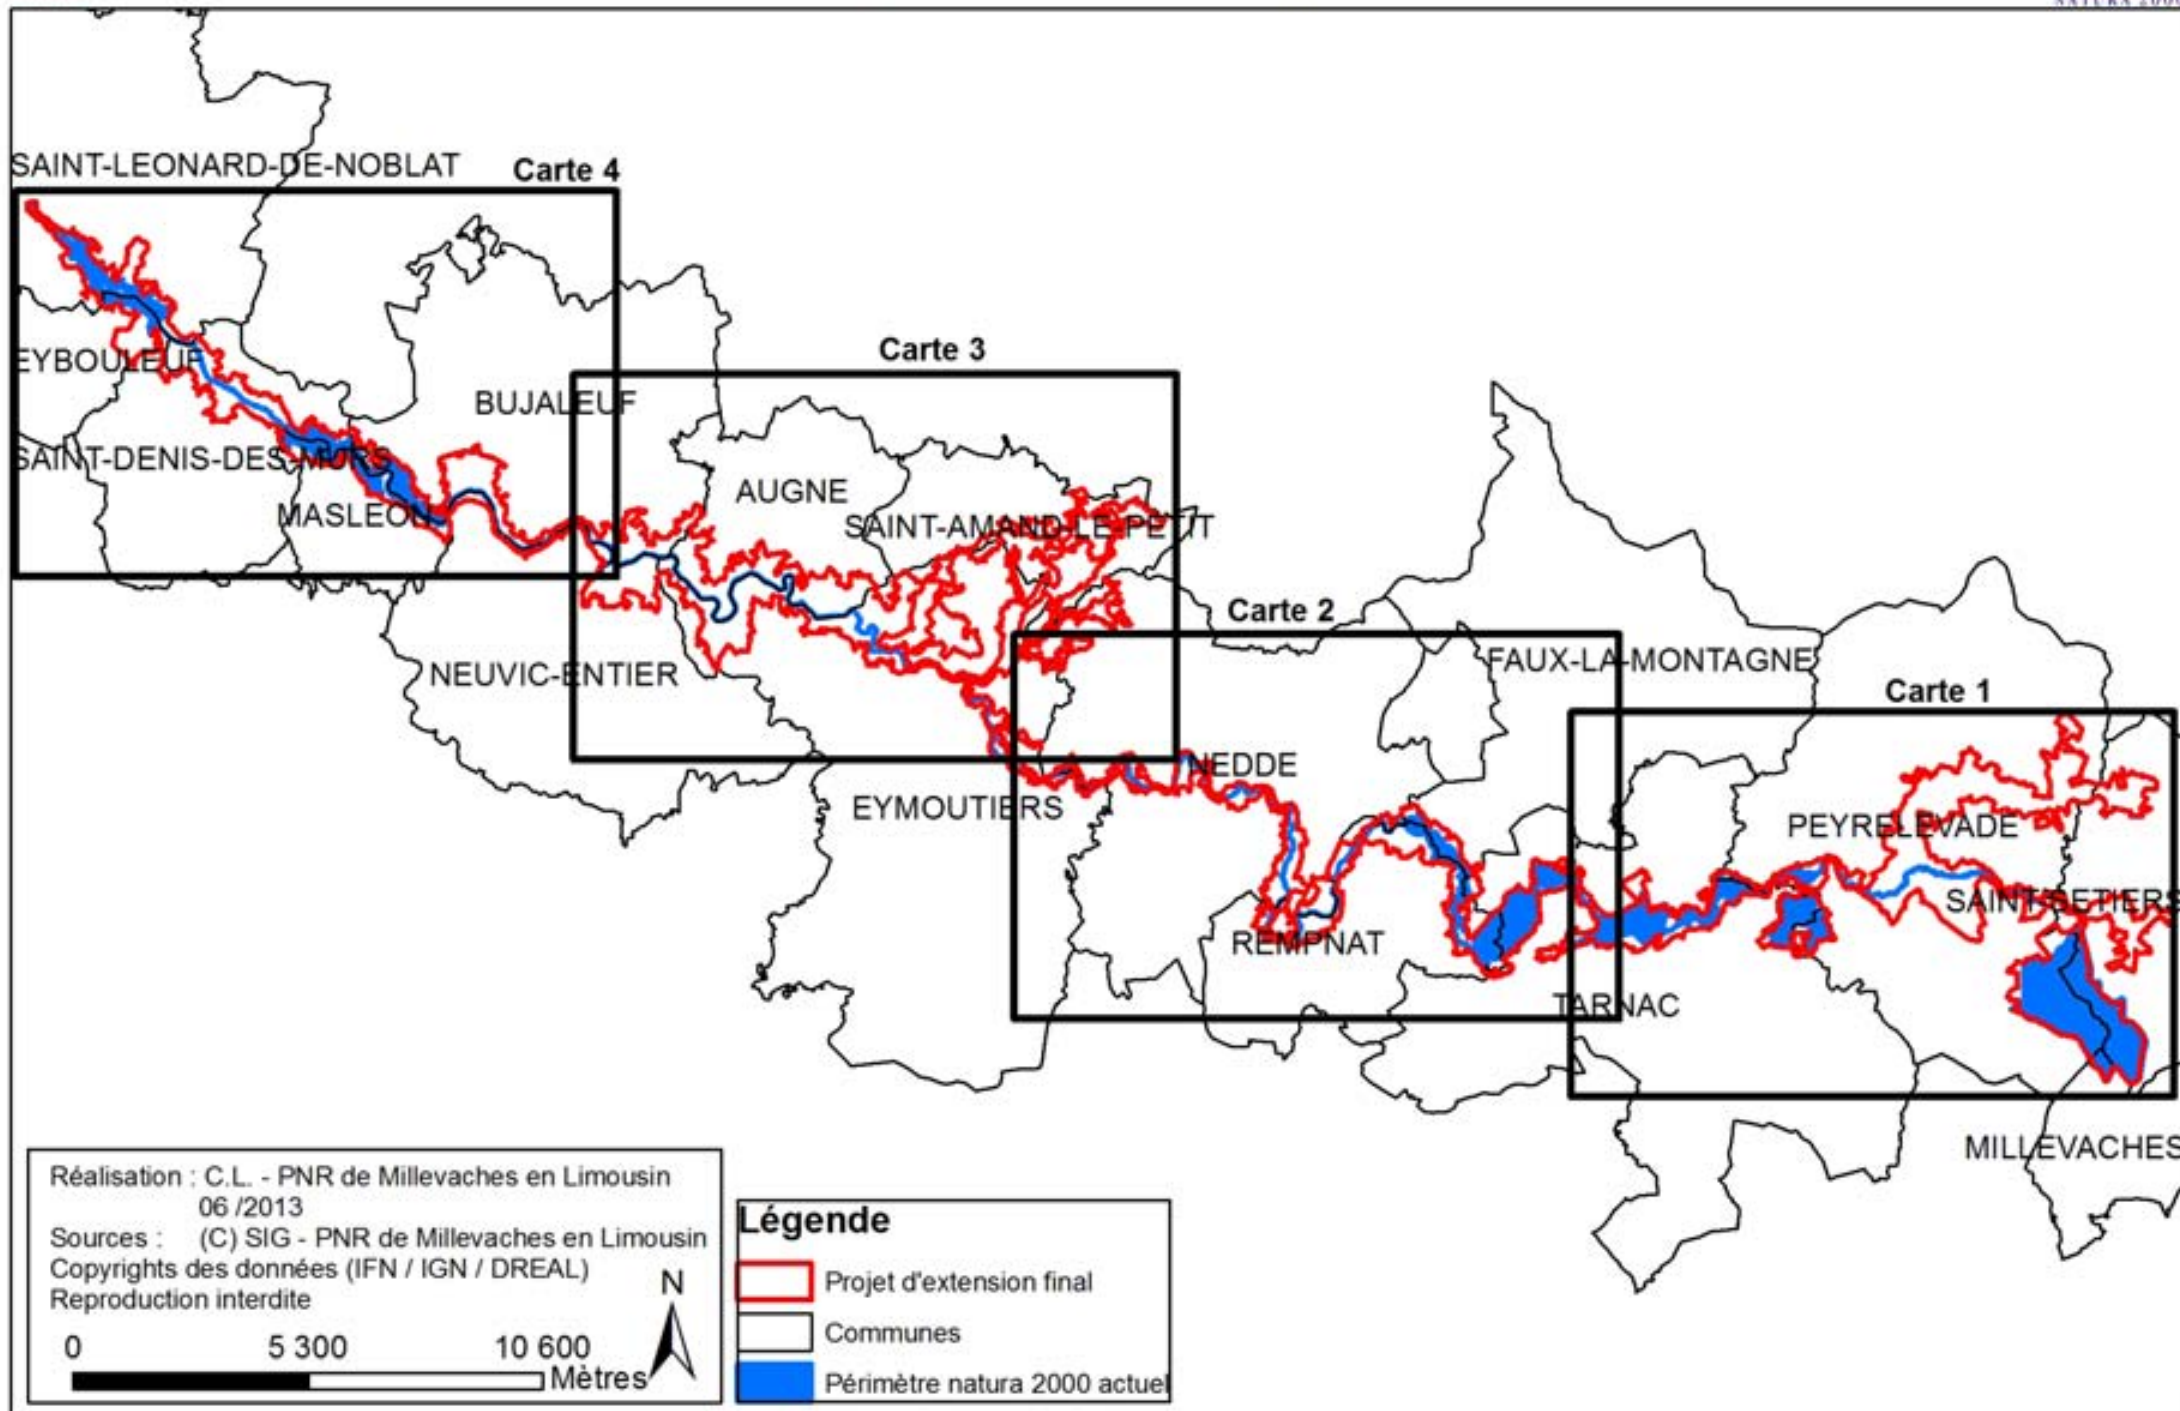 SAINT-LEONARD-DE-NOBLAT
Carte 4
Carte 3
EYBOULEUF
BUJALEUF
SAINT-DENIS-DES-MURS
AUGNE
MASLEON
SAINT-AMAND-LE-PETIT
Carte 2
NEUVIC-ENTIER
FAUX-LA-MONTAGNE
Carte 1
NEDDE
EYMOUTIERS
PEYRELEVADE
SAINT-SETIERS
REMPNAT
TARNAC
MILLEVACHES
Réalisation : C.L. - PNR de Millevaches en Limousin
06 /2013
Sources : (C) SIG - PNR de Millevaches en Limousin
Copyrights des données (IFN / IGN / DREAL)
Reproduction interdite
N
0 5 300 10 600
Mètres
Légende
Projet d'extension final
Communes
Périmètre natura 2000 actuel